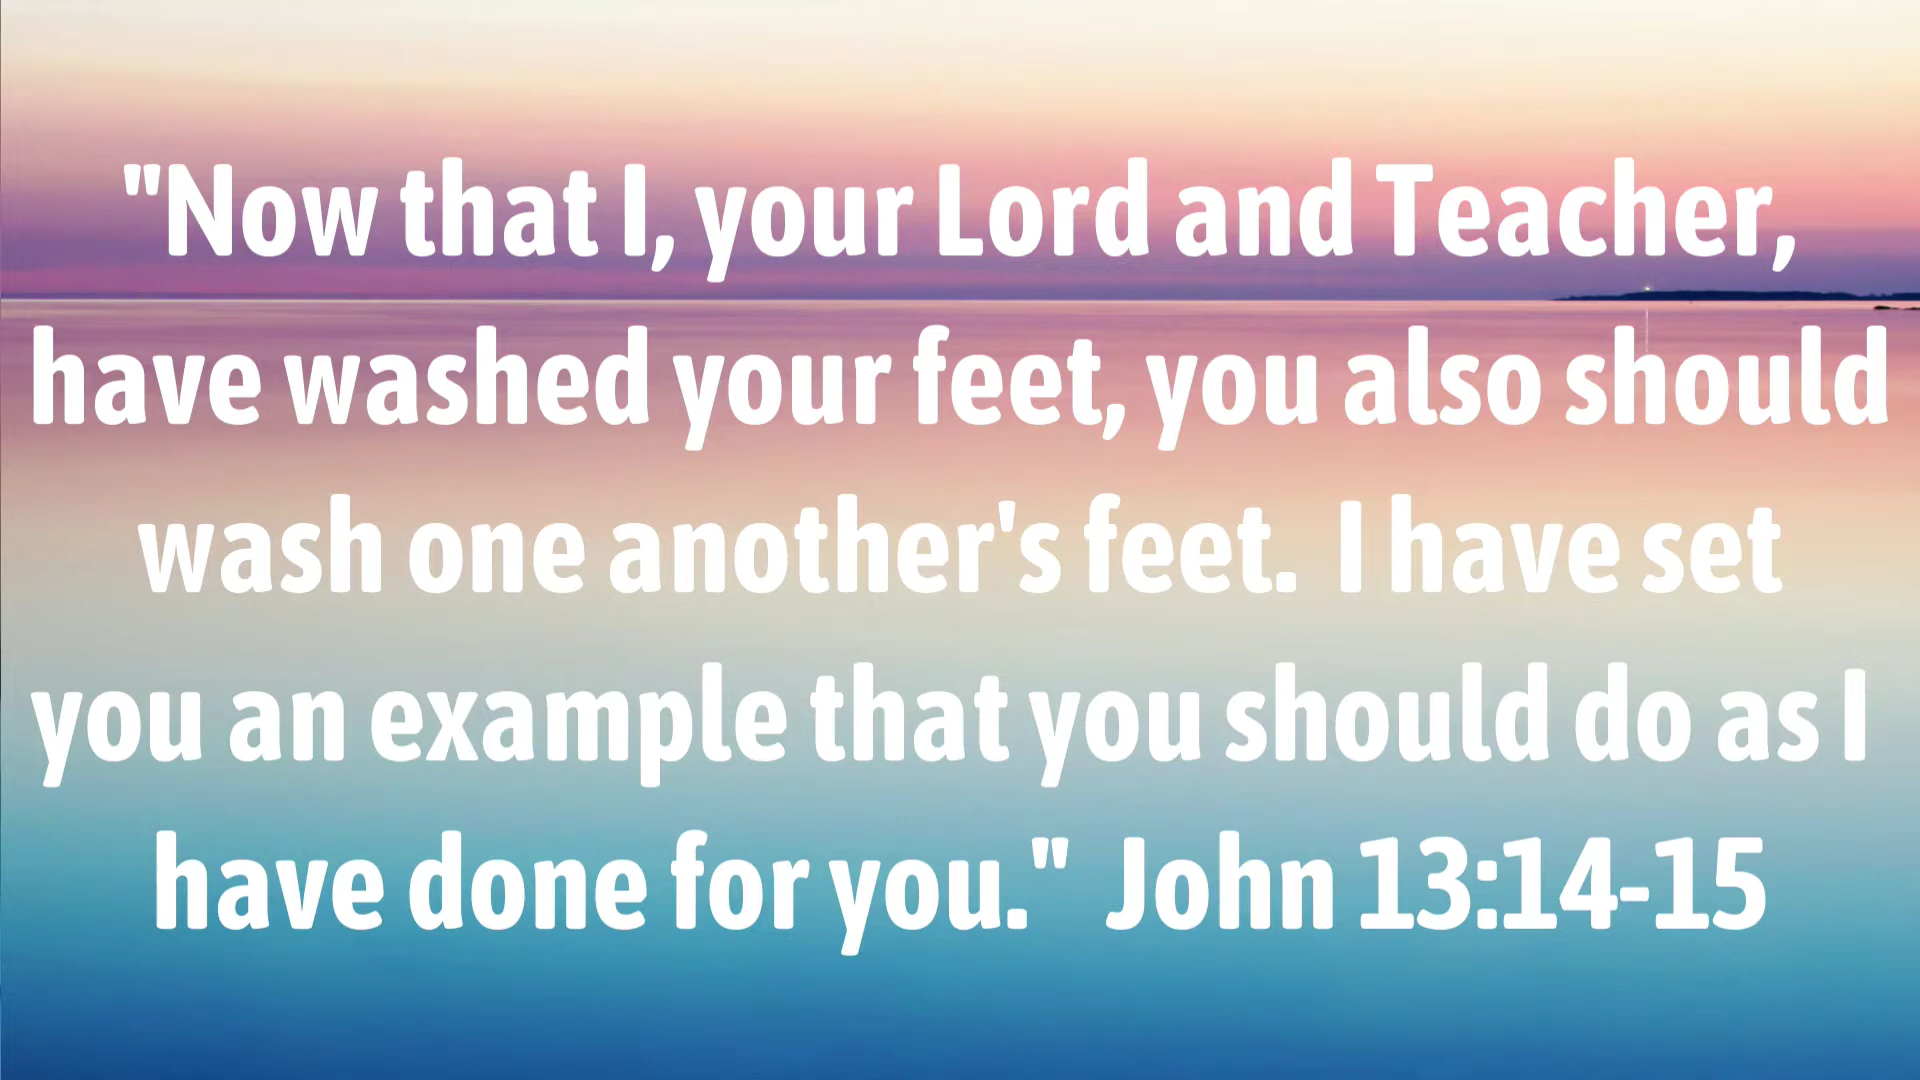 "Now that I, your Lord and Teacher,
have washed your feet, you also should
wash one another's feet.  I have set
you an example that you should do as I
have done for you."  John 13:14-15